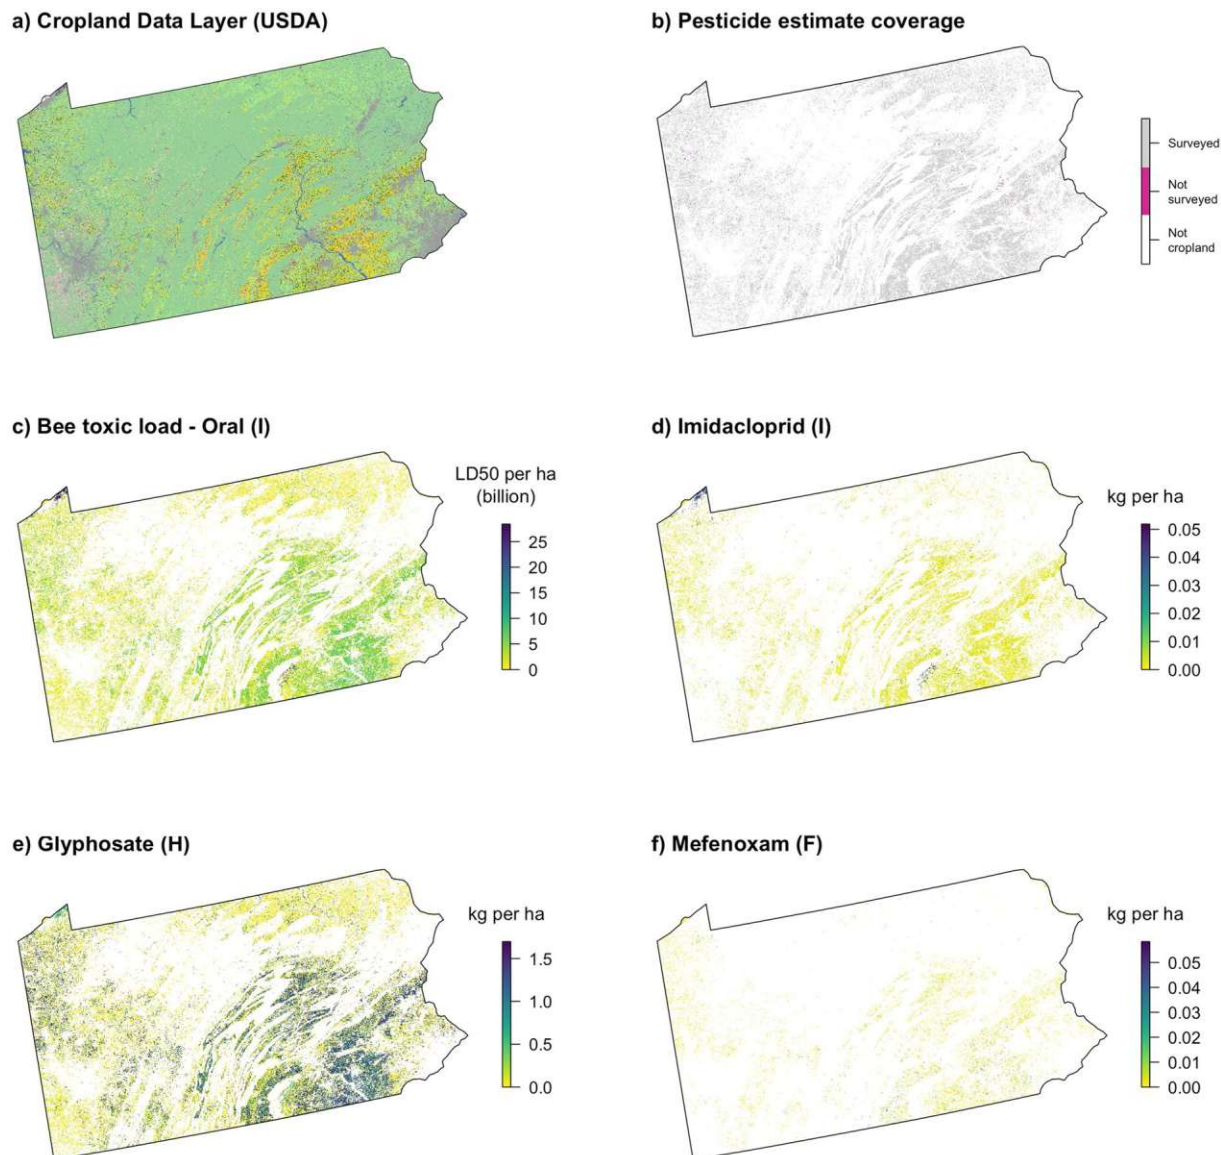 a) Cropland Data Layer (USDA)
b) Pesticide estimate coverage
Surveyed
Not
surveyed
Not
cropland
c) Bee toxic load - Oral (I)
LD50 per ha
(billion)
25
20
15
10
5
0
d) Imidacloprid (I)
kg per ha
0.05
0.04
0.03
0.02
0.01
0.00
e) Glyphosate (H)
kg per ha
1.5
1.0
0.5
0.0
f) Mefenoxam (F)
kg per ha
0.05
0.04
0.03
0.02
0.01
0.00